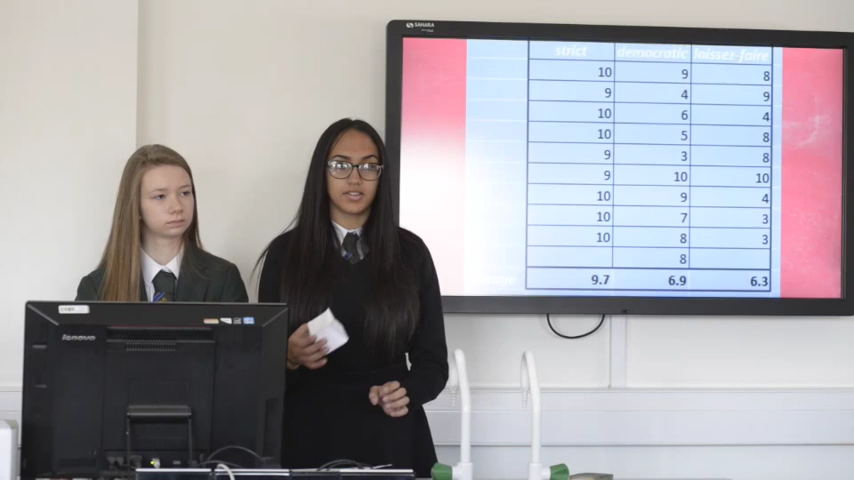 SAHARA
strict democratic laissez-faire
10 9 8
9 4 9
10 6 4
10 5 8
9 3 8
9 10 10
10 9 4
10 7 3
10 8 3
8
9.7 6.9 6.3
lenovo